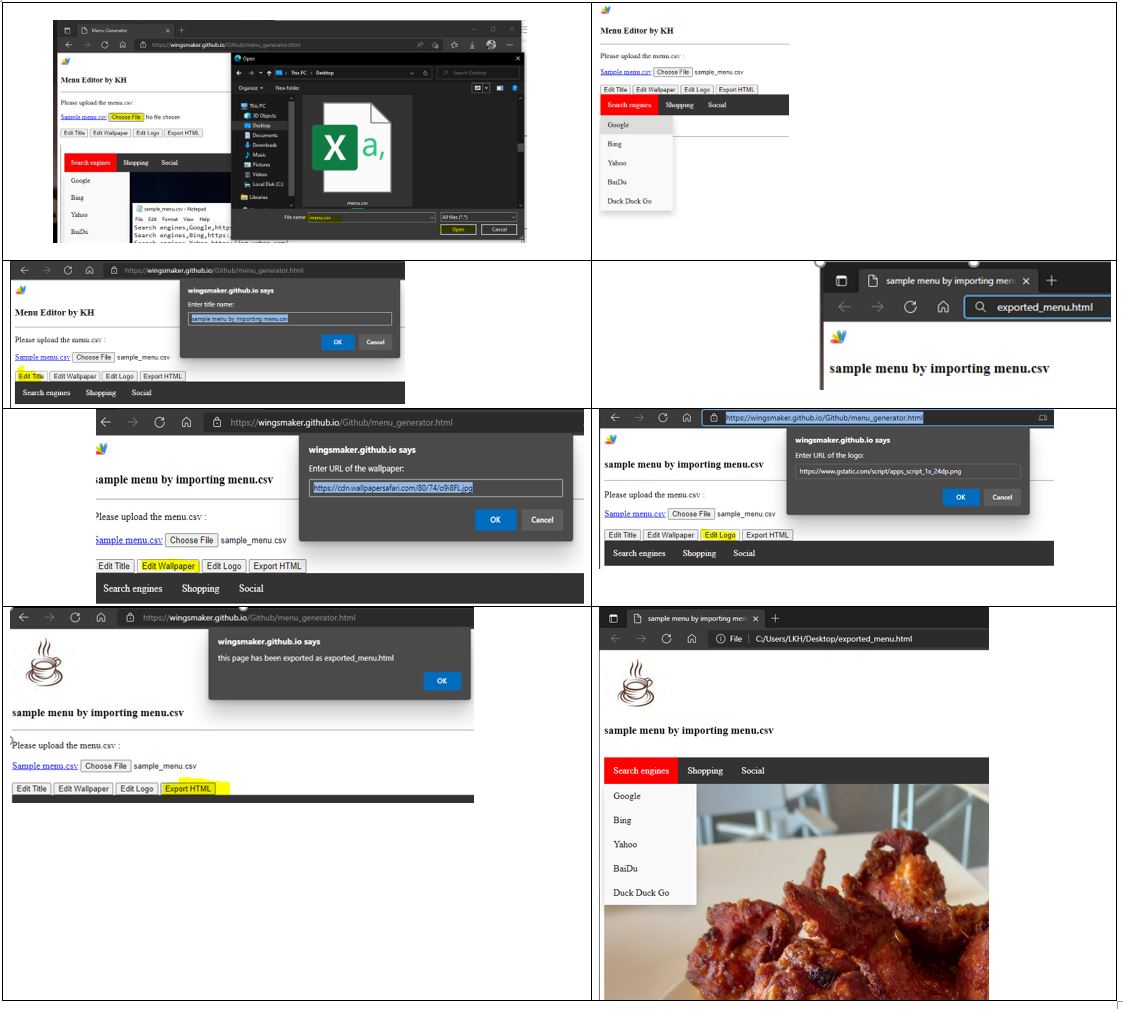 Menu Generator
https://wingsmaker.github.io/Github/menu_generator.html
Menu Editor by KH
Please upload the menu.csv :
Sample menu.csv Choose File No file chosen
Edit Title Edit Wallpaper Edit Logo Export HTML
Search engines Shopping Social
Google
Bing
Yahoo
BaiDu
sample_menu.csv - Notepad
File Edit Format View Help
Search engines,Google,https:
Search engines,Bing,https:/
Open
This PC > Desktop
Search Desktop
Organize New folder
This PC
3D Objects
Desktop
Documents
Downloads
Music
Pictures
Videos
Local Disk (C:)
Libraries
X a,
menu.csv
File name: menu.csv All files (*.*)
Open Cancel
Menu Editor by KH
Please upload the menu.csv :
Sample menu.csv Choose File sample_menu.csv
Edit Title Edit Wallpaper Edit Logo Export HTML
Search engines Shopping Social
Google
Bing
Yahoo
BaiDu
Duck Duck Go
https://wingsmaker.github.io/Github/menu_generator.html
wingsmaker.github.io says
Enter title name:
sample menu by importing menu.csv
OK Cancel
Menu Editor by KH
Please upload the menu.csv :
Sample menu.csv Choose File sample_menu.csv
Edit Title Edit Wallpaper Edit Logo Export HTML
Search engines Shopping Social
sample menu by importing men
exported_menu.html
sample menu by importing menu.csv
https://wingsmaker.github.io/Github/menu_generator.html
wingsmaker.github.io says
Enter URL of the wallpaper:
https://cdn.wallpapersafari.com/80/74/o9i8FL.jpg
OK Cancel
sample menu by importing menu.csv
Please upload the menu.csv :
Sample menu.csv Choose File sample_menu.csv
Edit Title Edit Wallpaper Edit Logo Export HTML
Search engines Shopping Social
https://wingsmaker.github.io/Github/menu_generator.html
wingsmaker.github.io says
Enter URL of the logo:
https://www.gstatic.com/script/apps_script_1x_24dp.png
OK Cancel
sample menu by importing menu.csv
Please upload the menu.csv :
Sample menu.csv Choose File sample_menu.csv
Edit Title Edit Wallpaper Edit Logo Export HTML
Search engines Shopping Social
https://wingsmaker.github.io/Github/menu_generator.html
wingsmaker.github.io says
this page has been exported as exported_menu.html
OK
sample menu by importing menu.csv
Please upload the menu.csv :
Sample menu.csv Choose File sample_menu.csv
Edit Title Edit Wallpaper Edit Logo Export HTML
sample menu by importing men
File C:/Users/LKH/Desktop/exported_menu.html
sample menu by importing menu.csv
Search engines Shopping Social
Google
Bing
Yahoo
BaiDu
Duck Duck Go